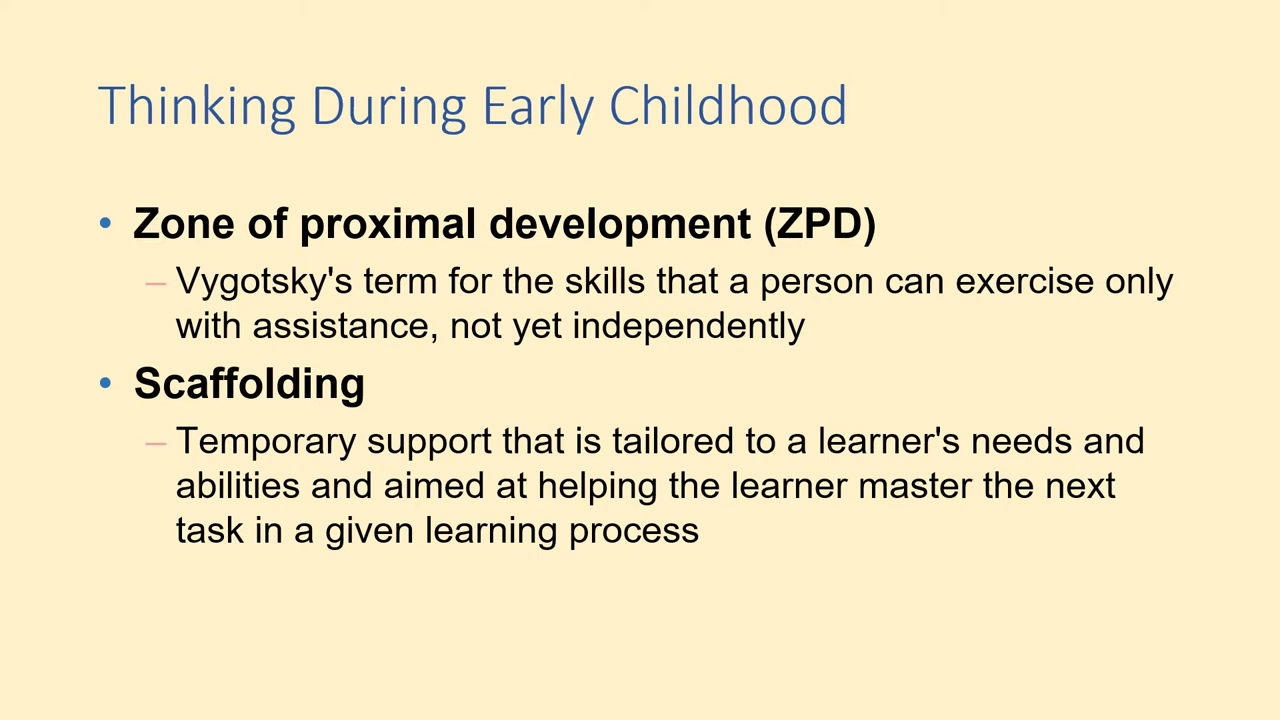 Thinking During Early Childhood
• Zone of proximal development (ZPD)
– Vygotsky's term for the skills that a person can exercise only
with assistance, not yet independently
• Scaffolding
– Temporary support that is tailored to a learner's needs and
abilities and aimed at helping the learner master the next
task in a given learning process